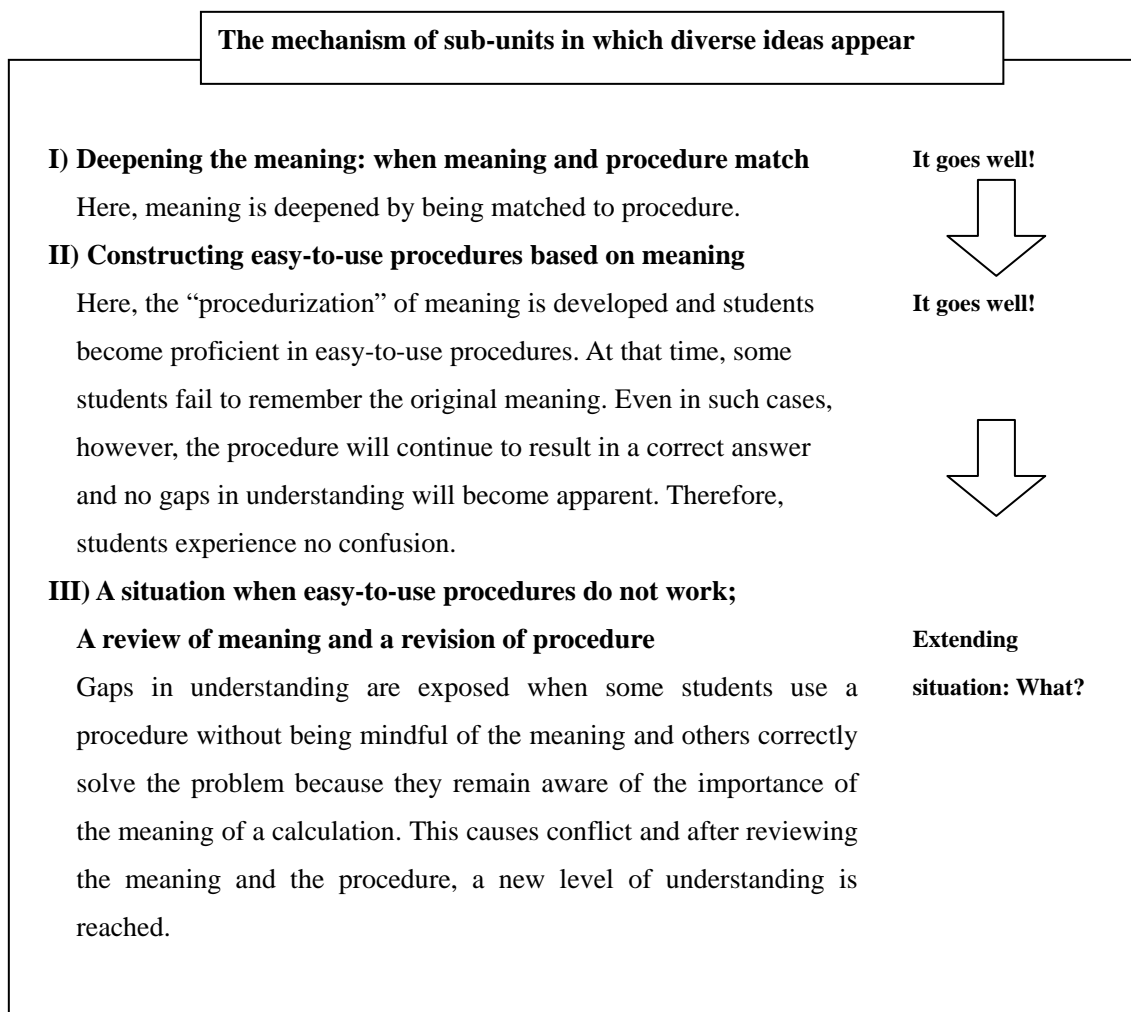 The mechanism of sub-units in which diverse ideas appear
I) Deepening the meaning: when meaning and procedure match
It goes well!
Here, meaning is deepened by being matched to procedure.
II) Constructing easy-to-use procedures based on meaning
Here, the “procedurization” of meaning is developed and students
It goes well!
become proficient in easy-to-use procedures. At that time, some
students fail to remember the original meaning. Even in such cases,
however, the procedure will continue to result in a correct answer
and no gaps in understanding will become apparent. Therefore,
students experience no confusion.
III) A situation when easy-to-use procedures do not work;
A review of meaning and a revision of procedure
Extending
Gaps in understanding are exposed when some students use a
situation: What?
procedure without being mindful of the meaning and others correctly
solve the problem because they remain aware of the importance of
the meaning of a calculation. This causes conflict and after reviewing
the meaning and the procedure, a new level of understanding is
reached.